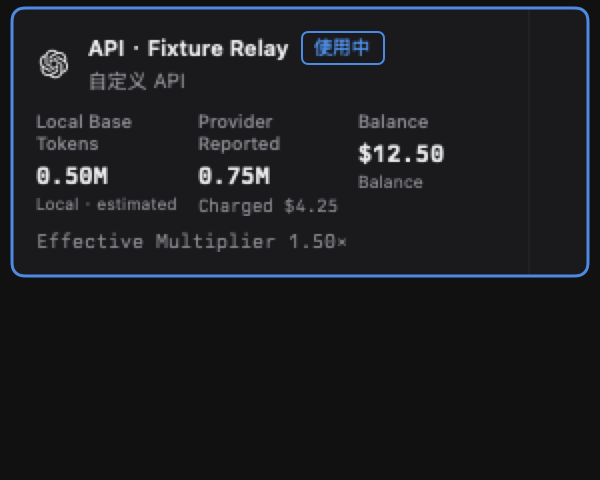 API · Fixture Relay 使用中
自定义 API
Local Base Tokens
0.50M
Local · estimated
Provider Reported
0.75M
Charged $4.25
Balance
$12.50
Balance
Effective Multiplier 1.50×